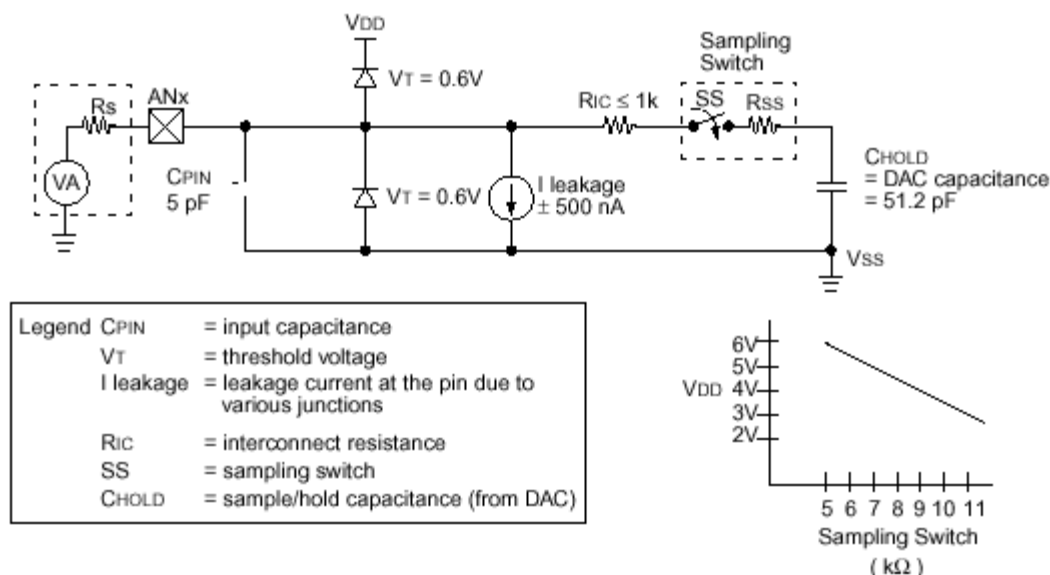 VDD
Sampling
Switch
VT = 0.6V
RIC ≤ 1k
SS
RSS
Rs
ANx
VA
CPIN
5 pF
VT = 0.6V
I leakage
± 500 nA
CHOLD
= DAC capacitance
= 51.2 pF
VSS
Legend CPIN = input capacitance
VT = threshold voltage
I leakage = leakage current at the pin due to
various junctions
RIC = interconnect resistance
SS = sampling switch
CHOLD = sample/hold capacitance (from DAC)
6V
5V
VDD 4V
3V
2V
5 6 7 8 9 10 11
Sampling Switch
( kΩ )